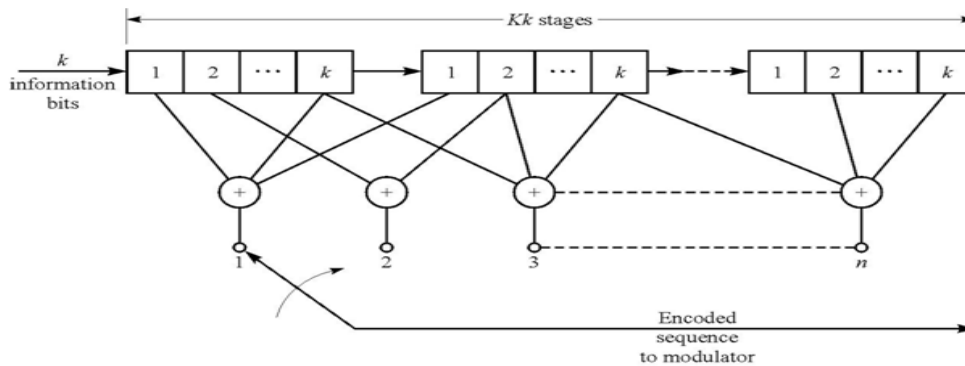 Kk stages
k
information
bits
1 2 ... k
1 2 ... k
1 2 ... k
+ + + +
1 2 3 n
Encoded
sequence
to modulator